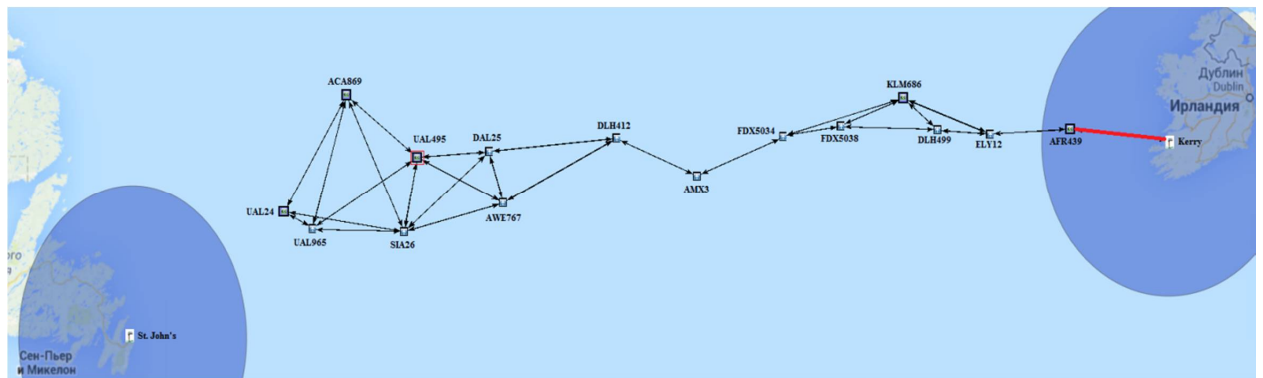 ACA869
KLM686
Дублин
Dublin
Ирландия
UAL495
DAL25
DLH412
FDX5034
FDX5038
DLH499
ELY12
AFR439
Kerry
AMX3
UAL24
AWE767
UAL965
SIA26
ого
я
St. John's
Сен-Пьер
и Микелон